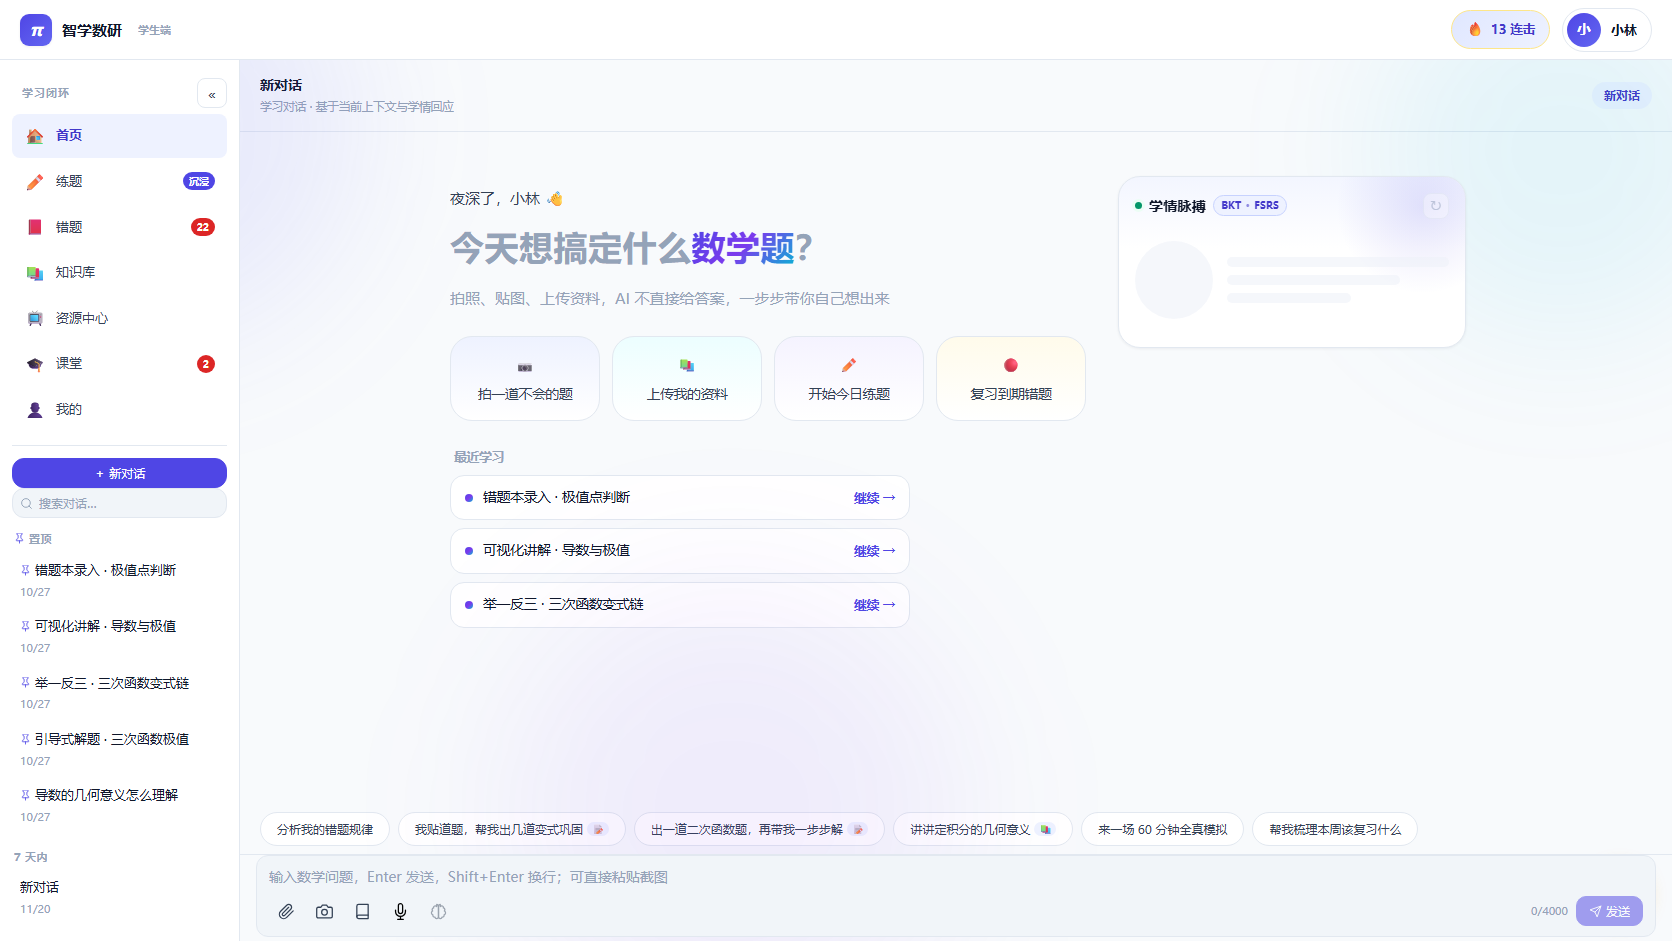 π 智学数研 学生端
13 连击
小 小林
学习闭环 «
首页
练题 沉浸
错题 22
知识库
资源中心
课堂 2
我的
+ 新对话
搜索对话...
置顶
错题本录入 · 极值点判断
10/27
可视化讲解 · 导数与极值
10/27
举一反三 · 三次函数变式链
10/27
引导式解题 · 三次函数极值
10/27
导数的几何意义怎么理解
10/27
7 天内
新对话
11/20
新对话
学习对话 · 基于当前上下文与学情回应
新对话
夜深了，小林
今天想搞定什么数学题？
拍照、贴图、上传资料，AI 不直接给答案，一步步带你自己想出来
拍一道不会的题
上传我的资料
开始今日练题
复习到期错题
最近学习
错题本录入 · 极值点判断 继续 →
可视化讲解 · 导数与极值 继续 →
举一反三 · 三次函数变式链 继续 →
学情脉搏 BKT · FSRS ↻
分析我的错题规律
我贴道题，帮我出几道变式巩固
出一道二次函数题，再带我一步步解
讲讲定积分的几何意义
来一场 60 分钟全真模拟
帮我梳理本周该复习什么
输入数学问题，Enter 发送，Shift+Enter 换行；可直接粘贴截图
0/4000 发送